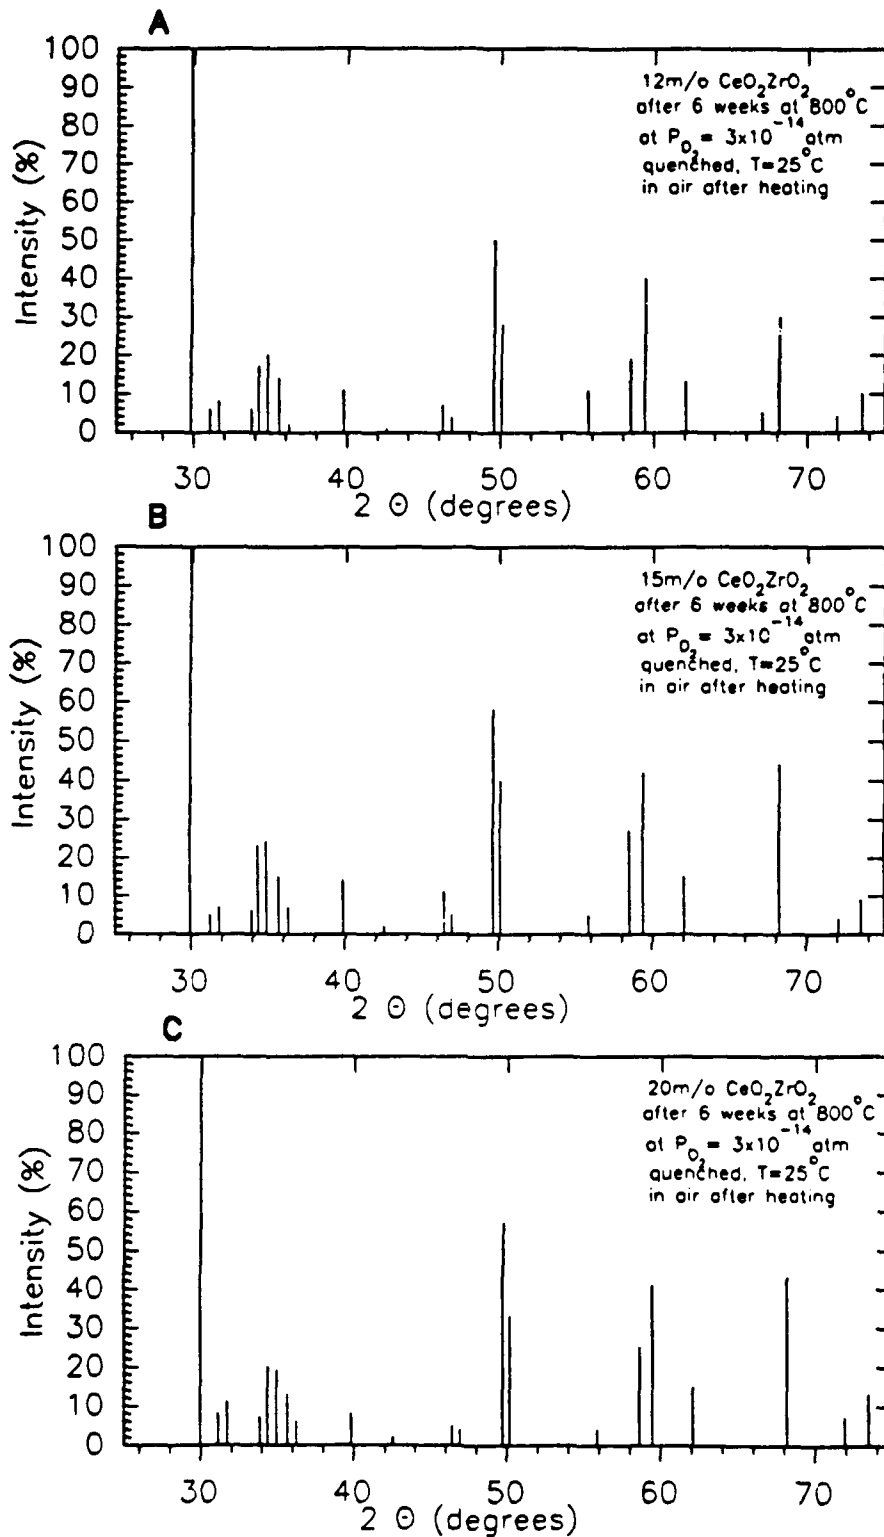 A
100
90
80
70
60
50
40
30
20
10
0
Intensity (%)
12m/o CeO₂ZrO₂
after 6 weeks at 800°C
at P_O₂ = 3x10⁻¹⁴ atm
quenched, T=25°C
in air after heating
30 40 50 60 70
2 Θ (degrees)
B
100
90
80
70
60
50
40
30
20
10
0
Intensity (%)
15m/o CeO₂ZrO₂
after 6 weeks at 800°C
at P_O₂ = 3x10⁻¹⁴ atm
quenched, T=25°C
in air after heating
30 40 50 60 70
2 Θ (degrees)
C
100
90
80
70
60
50
40
30
20
10
0
Intensity (%)
20m/o CeO₂ZrO₂
after 6 weeks at 800°C
at P_O₂ = 3x10⁻¹⁴ atm
quenched, T=25°C
in air after heating
30 40 50 60 70
2 Θ (degrees)